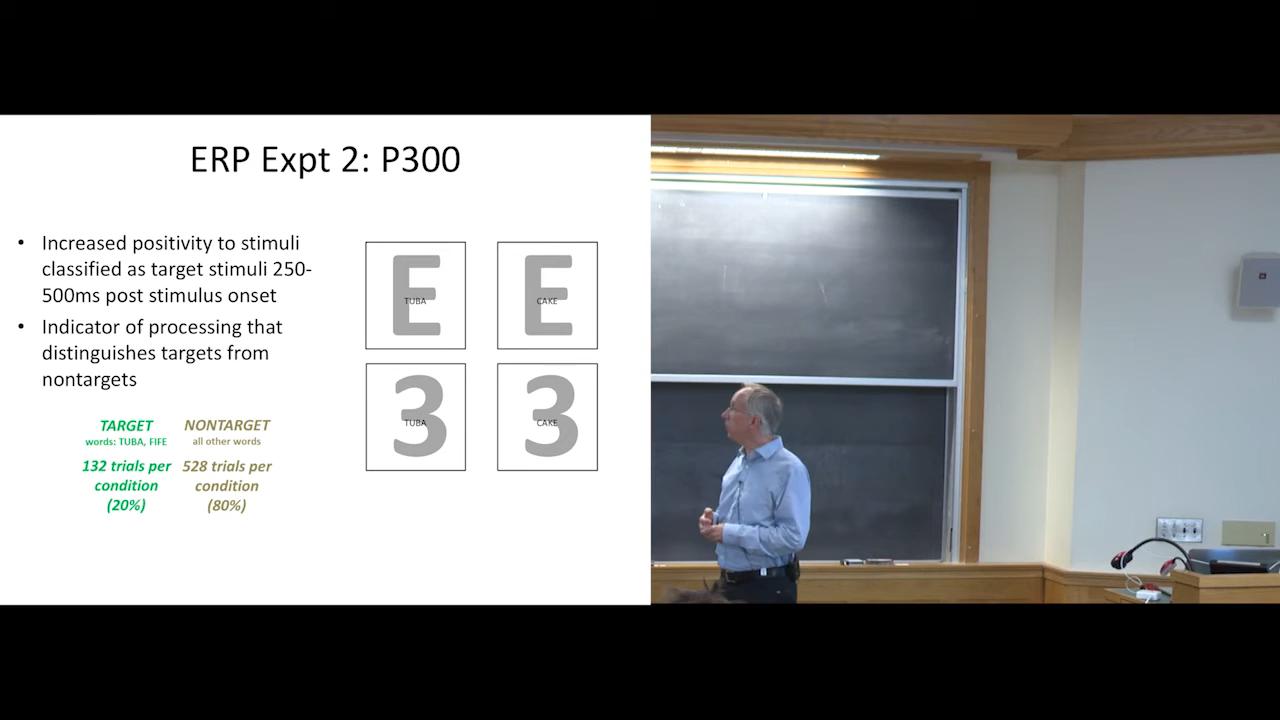 ERP Expt 2: P300
• Increased positivity to stimuli
classified as target stimuli 250-
500ms post stimulus onset
• Indicator of processing that
distinguishes targets from
nontargets
TARGET
words: TUBA, FIFE
132 trials per
condition
(20%)
NONTARGET
all other words
528 trials per
condition
(80%)
E
TUBA
E
CAKE
3
TUBA
3
CAKE